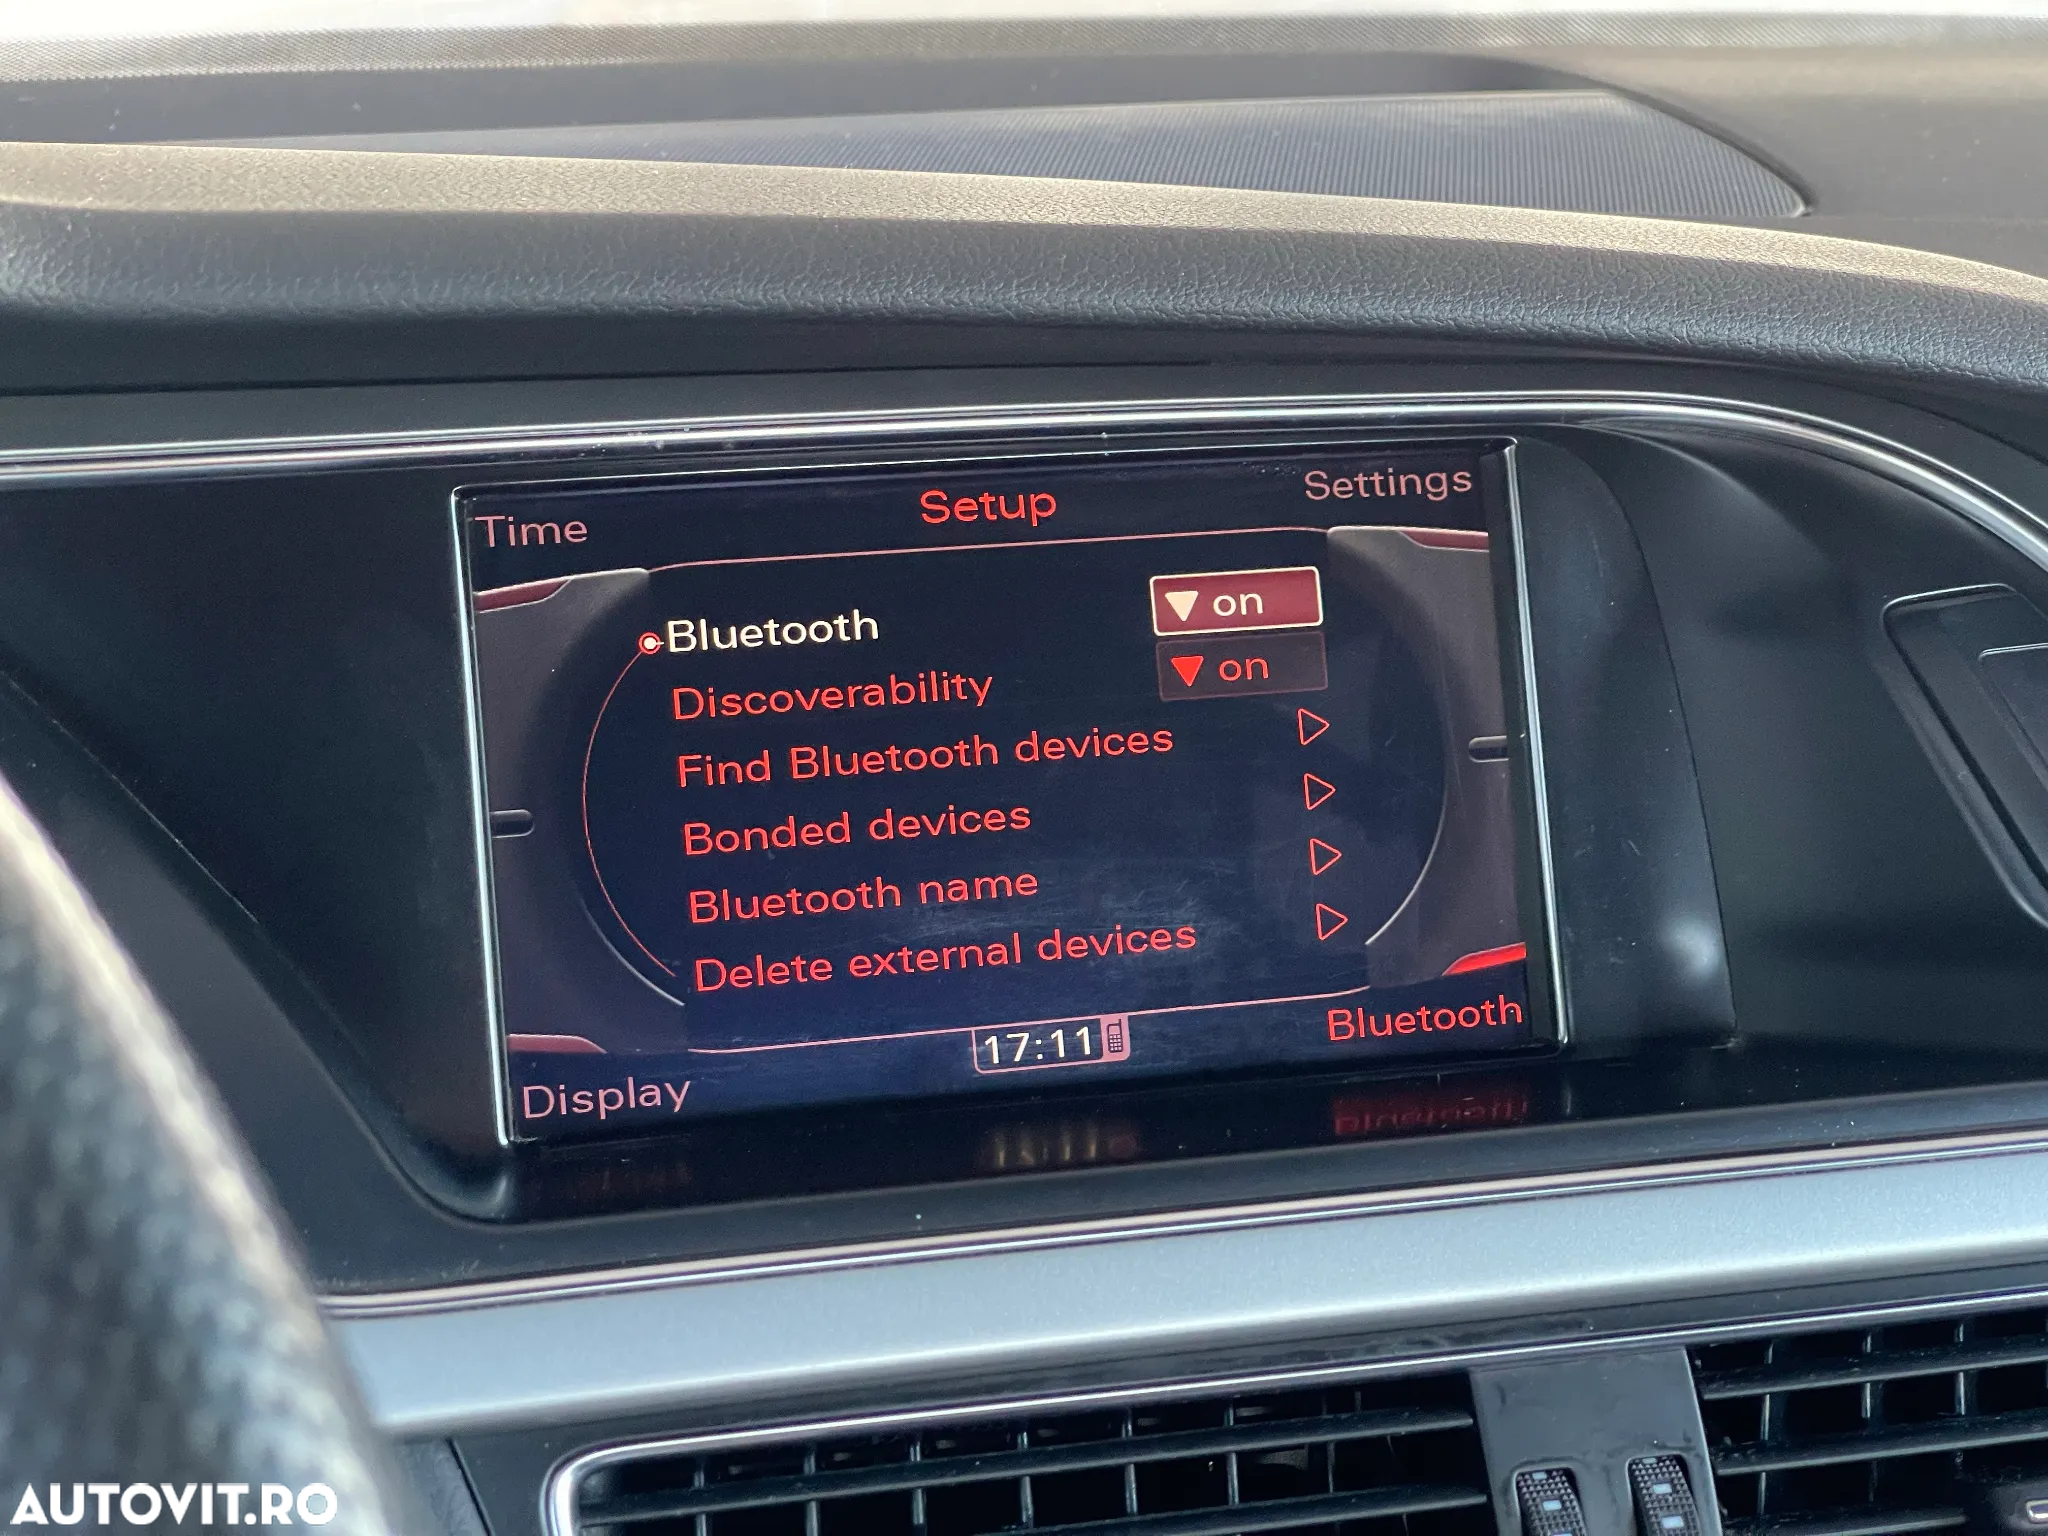 Time
Setup
Settings
Bluetooth
▼ on
Discoverability
▼ on
Find Bluetooth devices
Bonded devices
Bluetooth name
Delete external devices
17:11
Bluetooth
Display
AUTOVIT.RO